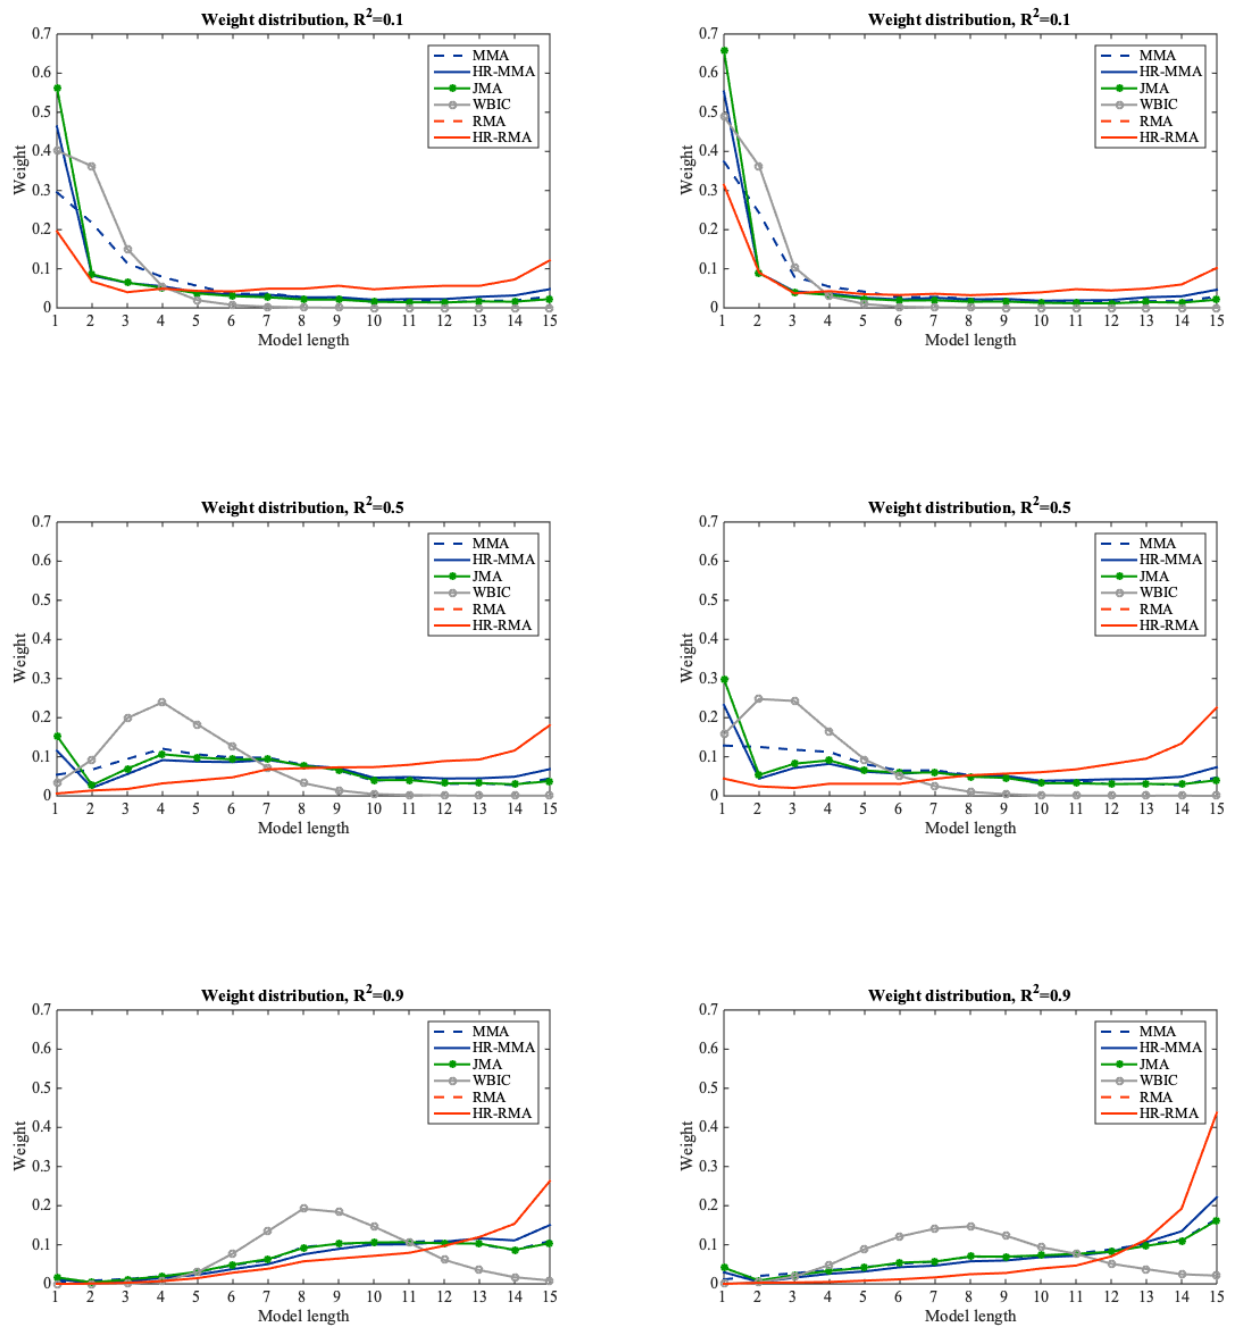 Weight distribution, R²=0.1
0.7
0.6
0.5
0.4
0.3
0.2
0.1
0
Weight
MMA
HR-MMA
JMA
WBIC
RMA
HR-RMA
1 2 3 4 5 6 7 8 9 10 11 12 13 14 15
Model length
Weight distribution, R²=0.1
0.7
0.6
0.5
0.4
0.3
0.2
0.1
0
Weight
MMA
HR-MMA
JMA
WBIC
RMA
HR-RMA
1 2 3 4 5 6 7 8 9 10 11 12 13 14 15
Model length
Weight distribution, R²=0.5
0.7
0.6
0.5
0.4
0.3
0.2
0.1
0
Weight
MMA
HR-MMA
JMA
WBIC
RMA
HR-RMA
1 2 3 4 5 6 7 8 9 10 11 12 13 14 15
Model length
Weight distribution, R²=0.5
0.7
0.6
0.5
0.4
0.3
0.2
0.1
0
Weight
MMA
HR-MMA
JMA
WBIC
RMA
HR-RMA
1 2 3 4 5 6 7 8 9 10 11 12 13 14 15
Model length
Weight distribution, R²=0.9
0.7
0.6
0.5
0.4
0.3
0.2
0.1
0
Weight
MMA
HR-MMA
JMA
WBIC
RMA
HR-RMA
1 2 3 4 5 6 7 8 9 10 11 12 13 14 15
Model length
Weight distribution, R²=0.9
0.7
0.6
0.5
0.4
0.3
0.2
0.1
0
Weight
MMA
HR-MMA
JMA
WBIC
RMA
HR-RMA
1 2 3 4 5 6 7 8 9 10 11 12 13 14 15
Model length